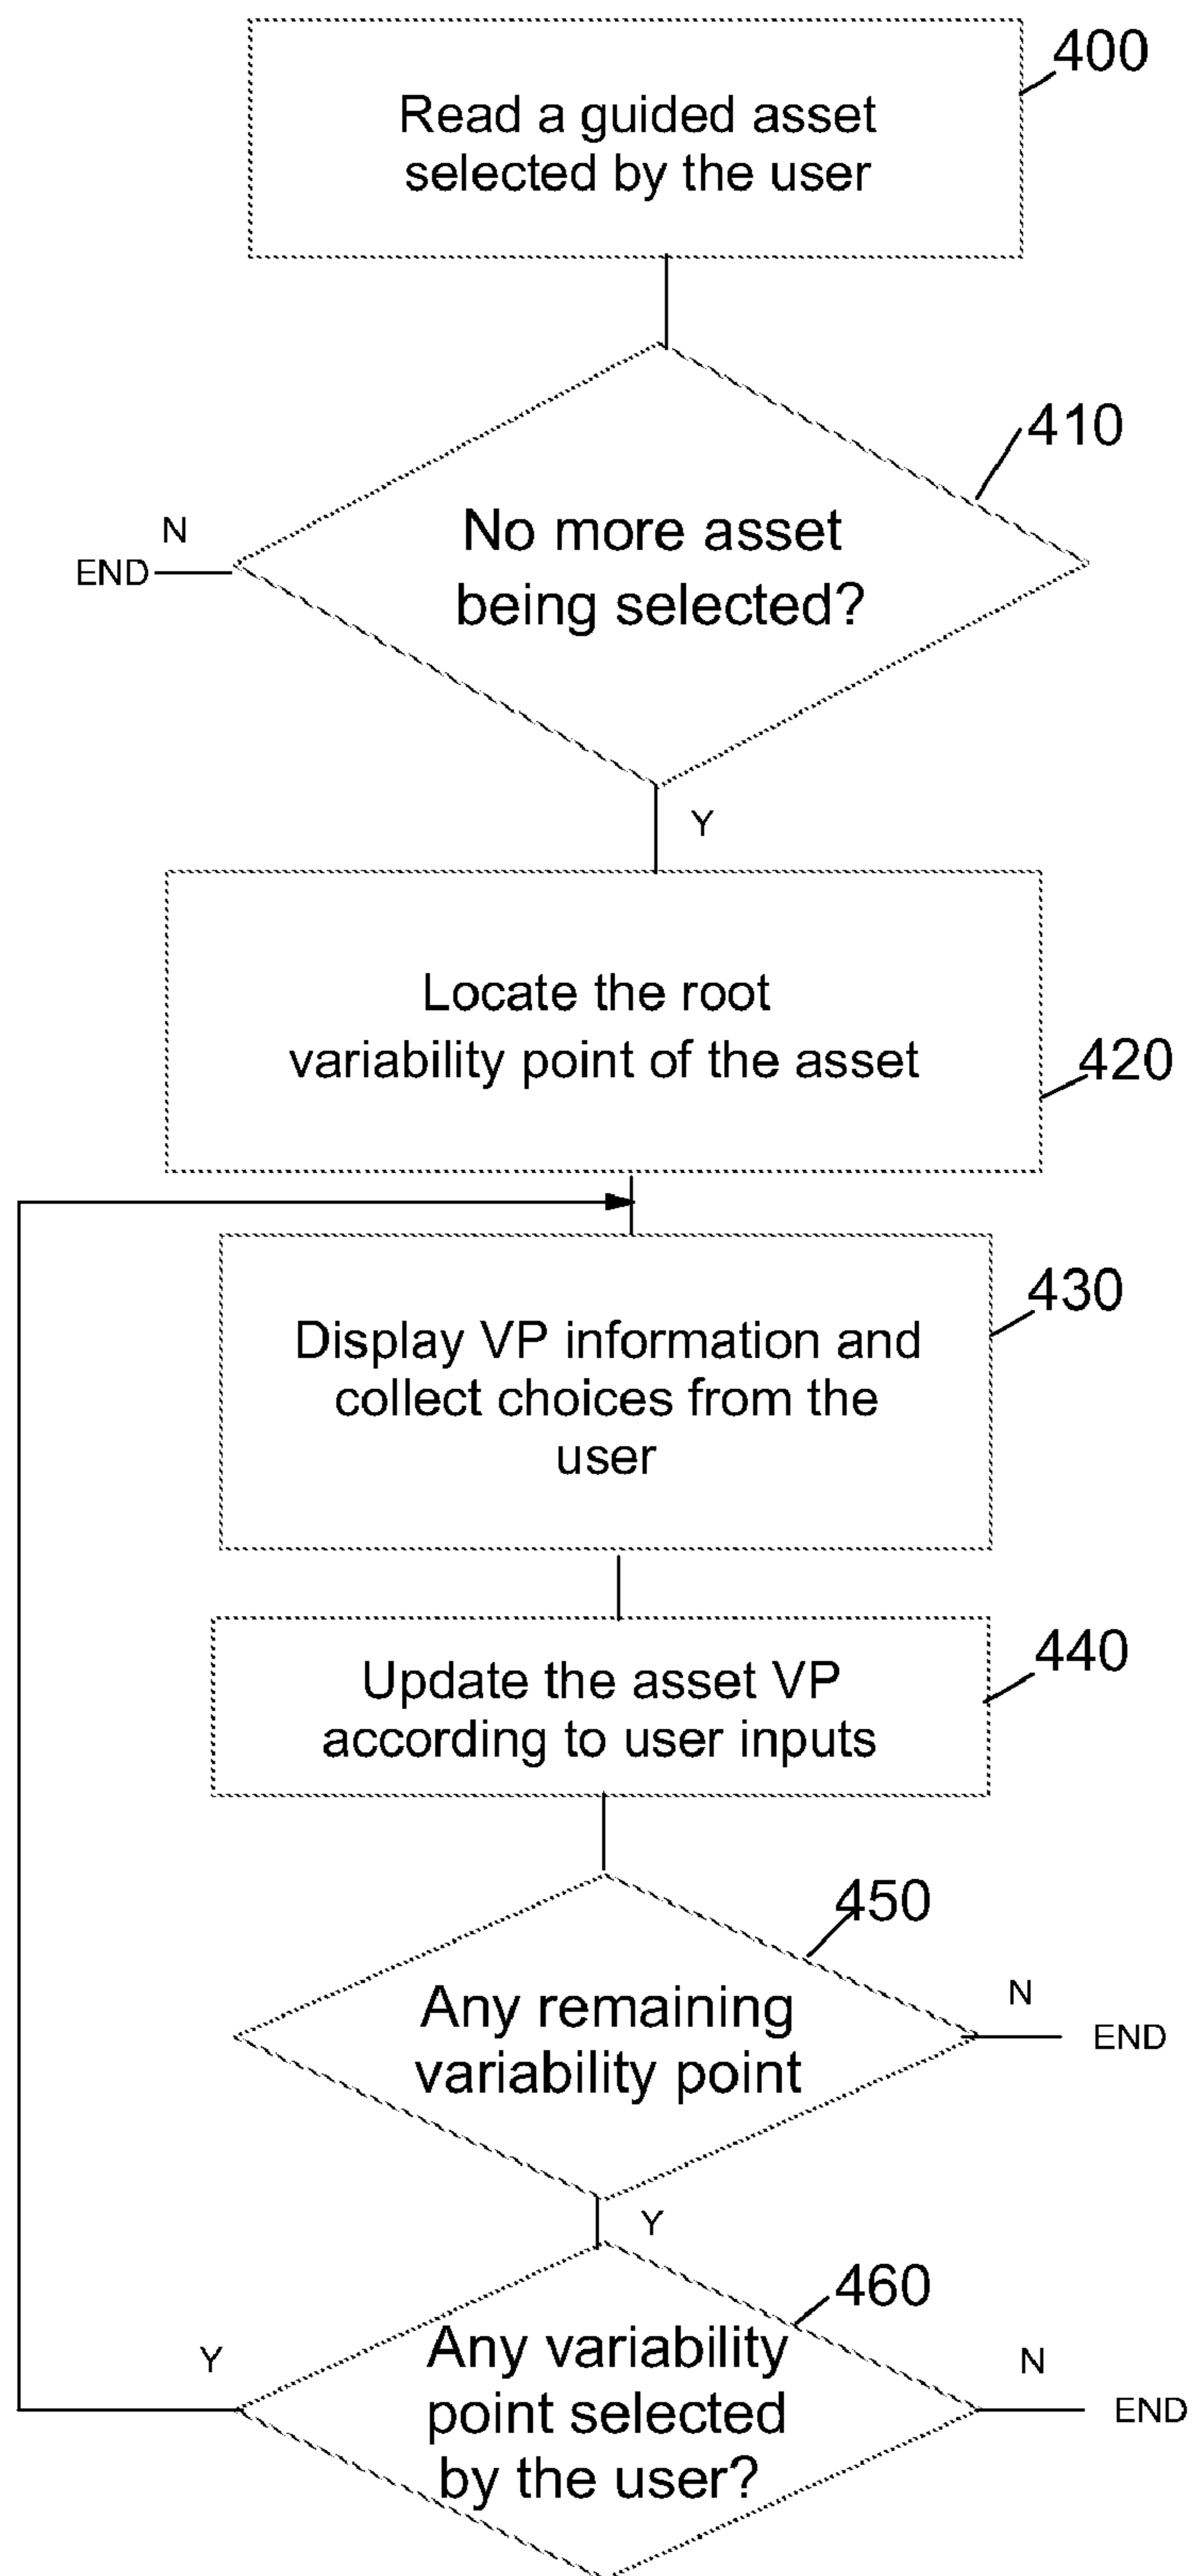 400
Read a guided asset
selected by the user
410
No more asset
being selected?
N
END
Y
Locate the root
variability point of the asset
420
430
Display VP information and
collect choices from the
user
440
Update the asset VP
according to user inputs
450
Any remaining
variability point
N
END
Y
460
Any variability
point selected
by the user?
Y
N
END